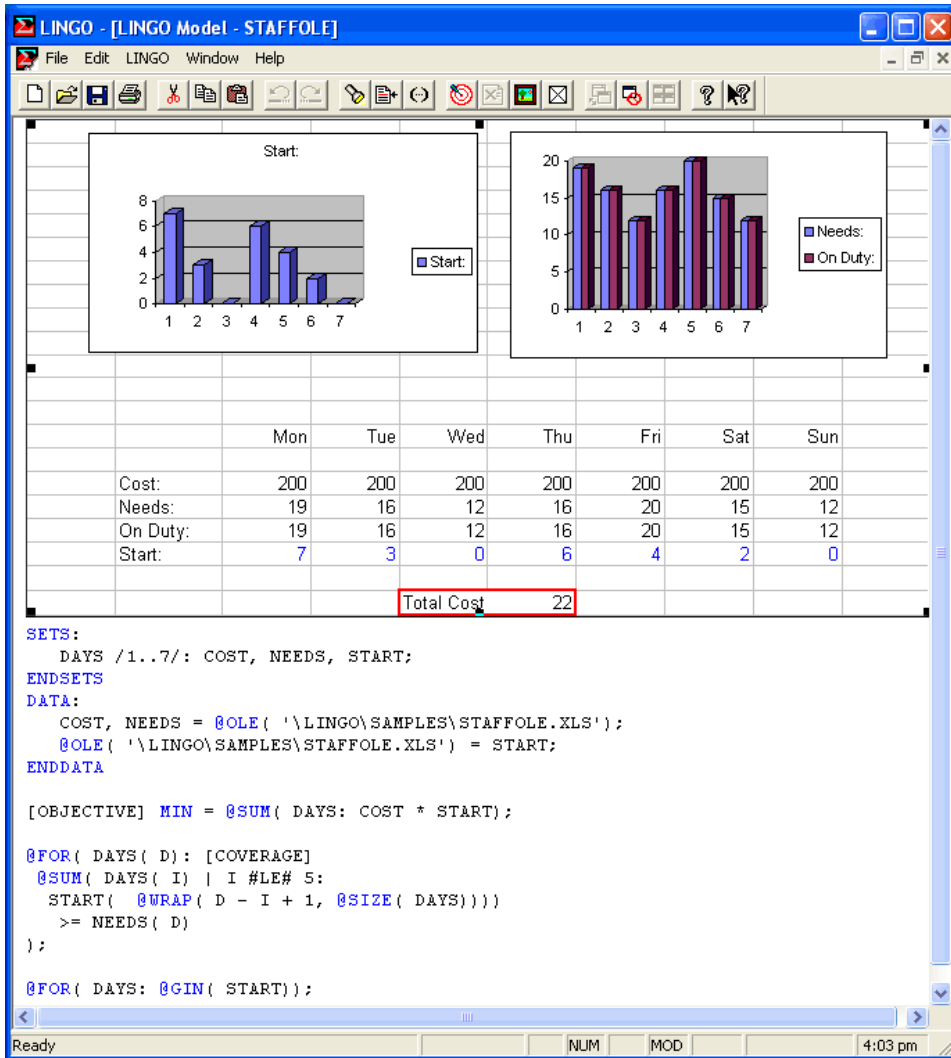 LINGO - [LINGO Model - STAFFOLE]
File Edit LINGO Window Help
Start:
8
6
4
2
0
1 2 3 4 5 6 7
Start:
20
15
10
5
0
1 2 3 4 5 6 7
Needs:
On Duty:
Mon Tue Wed Thu Fri Sat Sun
Cost: 200 200 200 200 200 200 200
Needs: 19 16 12 16 20 15 12
On Duty: 19 16 12 16 20 15 12
Start: 7 3 0 6 4 2 0
Total Cost 22
SETS:
DAYS /1..7/: COST, NEEDS, START;
ENDSETS
DATA:
COST, NEEDS = @OLE( '\LINGO\SAMPLES\STAFFOLE.XLS');
@OLE( '\LINGO\SAMPLES\STAFFOLE.XLS') = START;
ENDDATA
[OBJECTIVE] MIN = @SUM( DAYS: COST * START);
@FOR( DAYS( D): [COVERAGE]
@SUM( DAYS( I) | I #LE# 5:
START( @WRAP( D - I + 1, @SIZE( DAYS))))
>= NEEDS( D)
);
@FOR( DAYS: @GIN( START));
Ready NUM MOD 4:03 pm